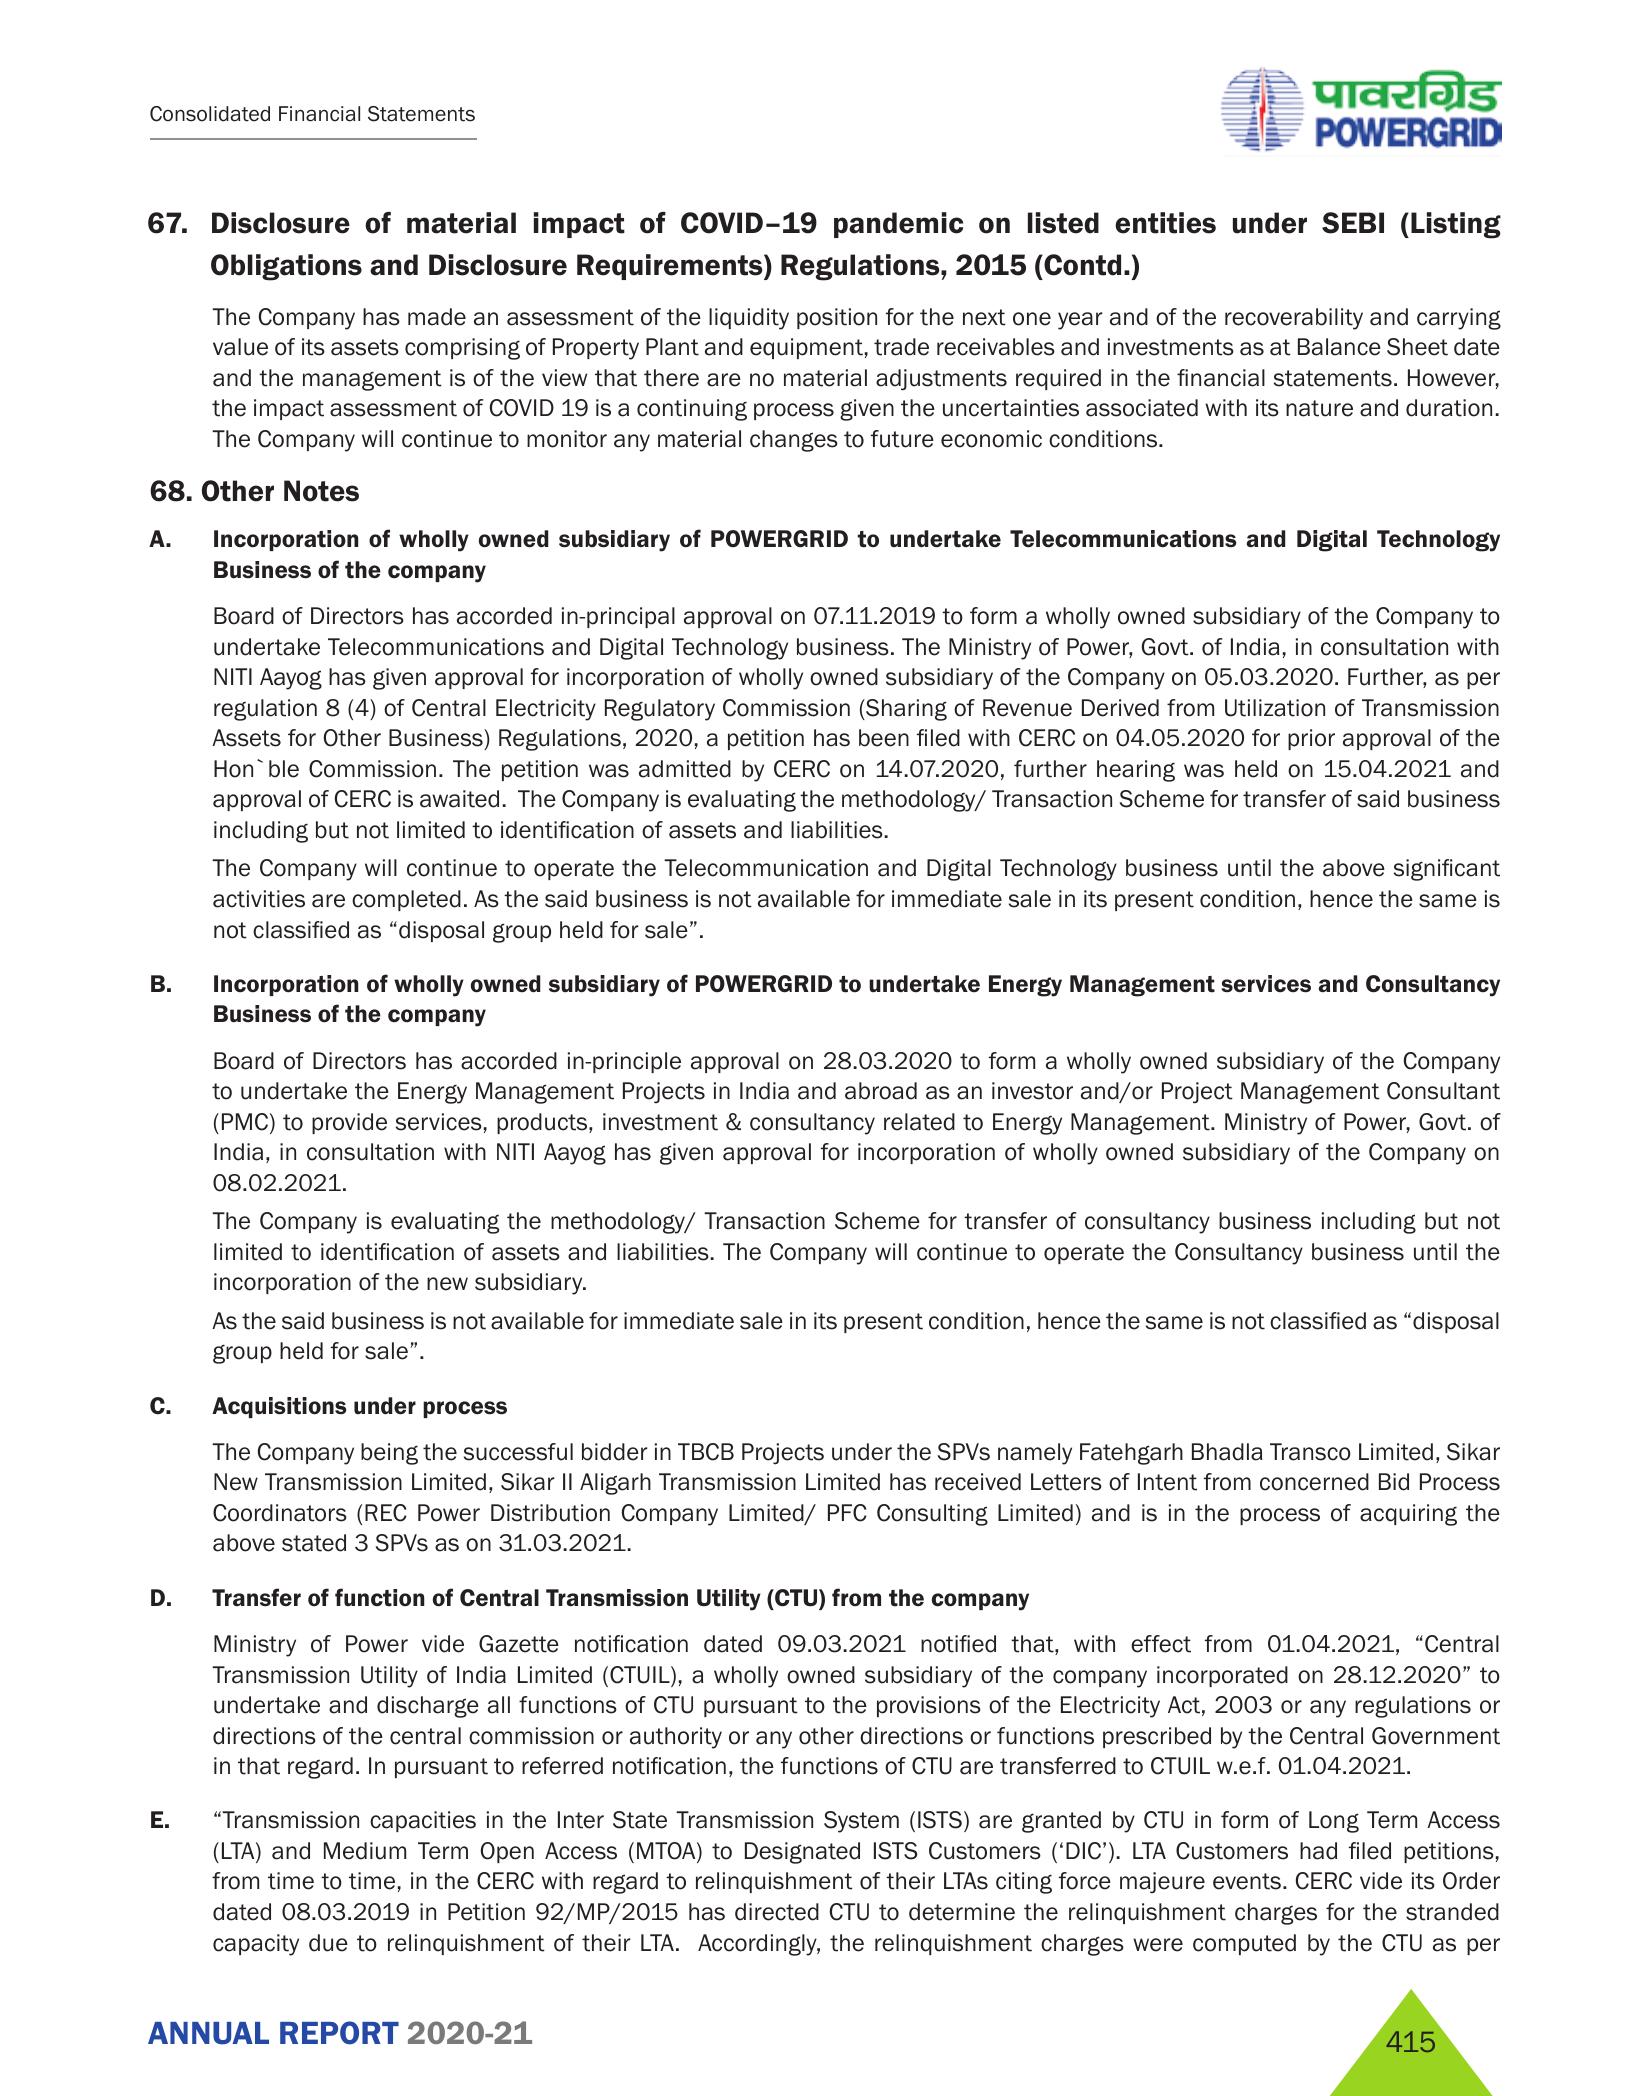 Consolidated Financial Statements
पावरग्रिड
POWERGRID
67. Disclosure of material impact of COVID–19 pandemic on listed entities under SEBI (Listing
Obligations and Disclosure Requirements) Regulations, 2015 (Contd.)
The Company has made an assessment of the liquidity position for the next one year and of the recoverability and carrying
value of its assets comprising of Property Plant and equipment, trade receivables and investments as at Balance Sheet date
and the management is of the view that there are no material adjustments required in the financial statements. However,
the impact assessment of COVID 19 is a continuing process given the uncertainties associated with its nature and duration.
The Company will continue to monitor any material changes to future economic conditions.
68. Other Notes
A. Incorporation of wholly owned subsidiary of POWERGRID to undertake Telecommunications and Digital Technology
Business of the company
Board of Directors has accorded in-principal approval on 07.11.2019 to form a wholly owned subsidiary of the Company to
undertake Telecommunications and Digital Technology business. The Ministry of Power, Govt. of India, in consultation with
NITI Aayog has given approval for incorporation of wholly owned subsidiary of the Company on 05.03.2020. Further, as per
regulation 8 (4) of Central Electricity Regulatory Commission (Sharing of Revenue Derived from Utilization of Transmission
Assets for Other Business) Regulations, 2020, a petition has been filed with CERC on 04.05.2020 for prior approval of the
Hon`ble Commission. The petition was admitted by CERC on 14.07.2020, further hearing was held on 15.04.2021 and
approval of CERC is awaited. The Company is evaluating the methodology/ Transaction Scheme for transfer of said business
including but not limited to identification of assets and liabilities.
The Company will continue to operate the Telecommunication and Digital Technology business until the above significant
activities are completed. As the said business is not available for immediate sale in its present condition, hence the same is
not classified as “disposal group held for sale”.
B. Incorporation of wholly owned subsidiary of POWERGRID to undertake Energy Management services and Consultancy
Business of the company
Board of Directors has accorded in-principle approval on 28.03.2020 to form a wholly owned subsidiary of the Company
to undertake the Energy Management Projects in India and abroad as an investor and/or Project Management Consultant
(PMC) to provide services, products, investment & consultancy related to Energy Management. Ministry of Power, Govt. of
India, in consultation with NITI Aayog has given approval for incorporation of wholly owned subsidiary of the Company on
08.02.2021.
The Company is evaluating the methodology/ Transaction Scheme for transfer of consultancy business including but not
limited to identification of assets and liabilities. The Company will continue to operate the Consultancy business until the
incorporation of the new subsidiary.
As the said business is not available for immediate sale in its present condition, hence the same is not classified as “disposal
group held for sale”.
C. Acquisitions under process
The Company being the successful bidder in TBCB Projects under the SPVs namely Fatehgarh Bhadla Transco Limited, Sikar
New Transmission Limited, Sikar II Aligarh Transmission Limited has received Letters of Intent from concerned Bid Process
Coordinators (REC Power Distribution Company Limited/ PFC Consulting Limited) and is in the process of acquiring the
above stated 3 SPVs as on 31.03.2021.
D. Transfer of function of Central Transmission Utility (CTU) from the company
Ministry of Power vide Gazette notification dated 09.03.2021 notified that, with effect from 01.04.2021, “Central
Transmission Utility of India Limited (CTUIL), a wholly owned subsidiary of the company incorporated on 28.12.2020” to
undertake and discharge all functions of CTU pursuant to the provisions of the Electricity Act, 2003 or any regulations or
directions of the central commission or authority or any other directions or functions prescribed by the Central Government
in that regard. In pursuant to referred notification, the functions of CTU are transferred to CTUIL w.e.f. 01.04.2021.
E. “Transmission capacities in the Inter State Transmission System (ISTS) are granted by CTU in form of Long Term Access
(LTA) and Medium Term Open Access (MTOA) to Designated ISTS Customers (‘DIC’). LTA Customers had filed petitions,
from time to time, in the CERC with regard to relinquishment of their LTAs citing force majeure events. CERC vide its Order
dated 08.03.2019 in Petition 92/MP/2015 has directed CTU to determine the relinquishment charges for the stranded
capacity due to relinquishment of their LTA. Accordingly, the relinquishment charges were computed by the CTU as per
ANNUAL REPORT 2020-21
415